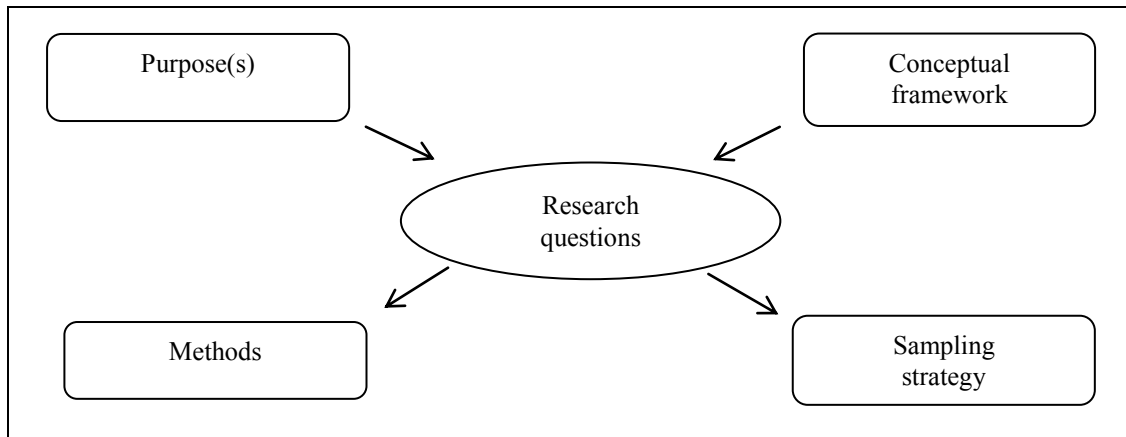 Purpose(s)
Conceptual
framework
Research
questions
Methods
Sampling
strategy